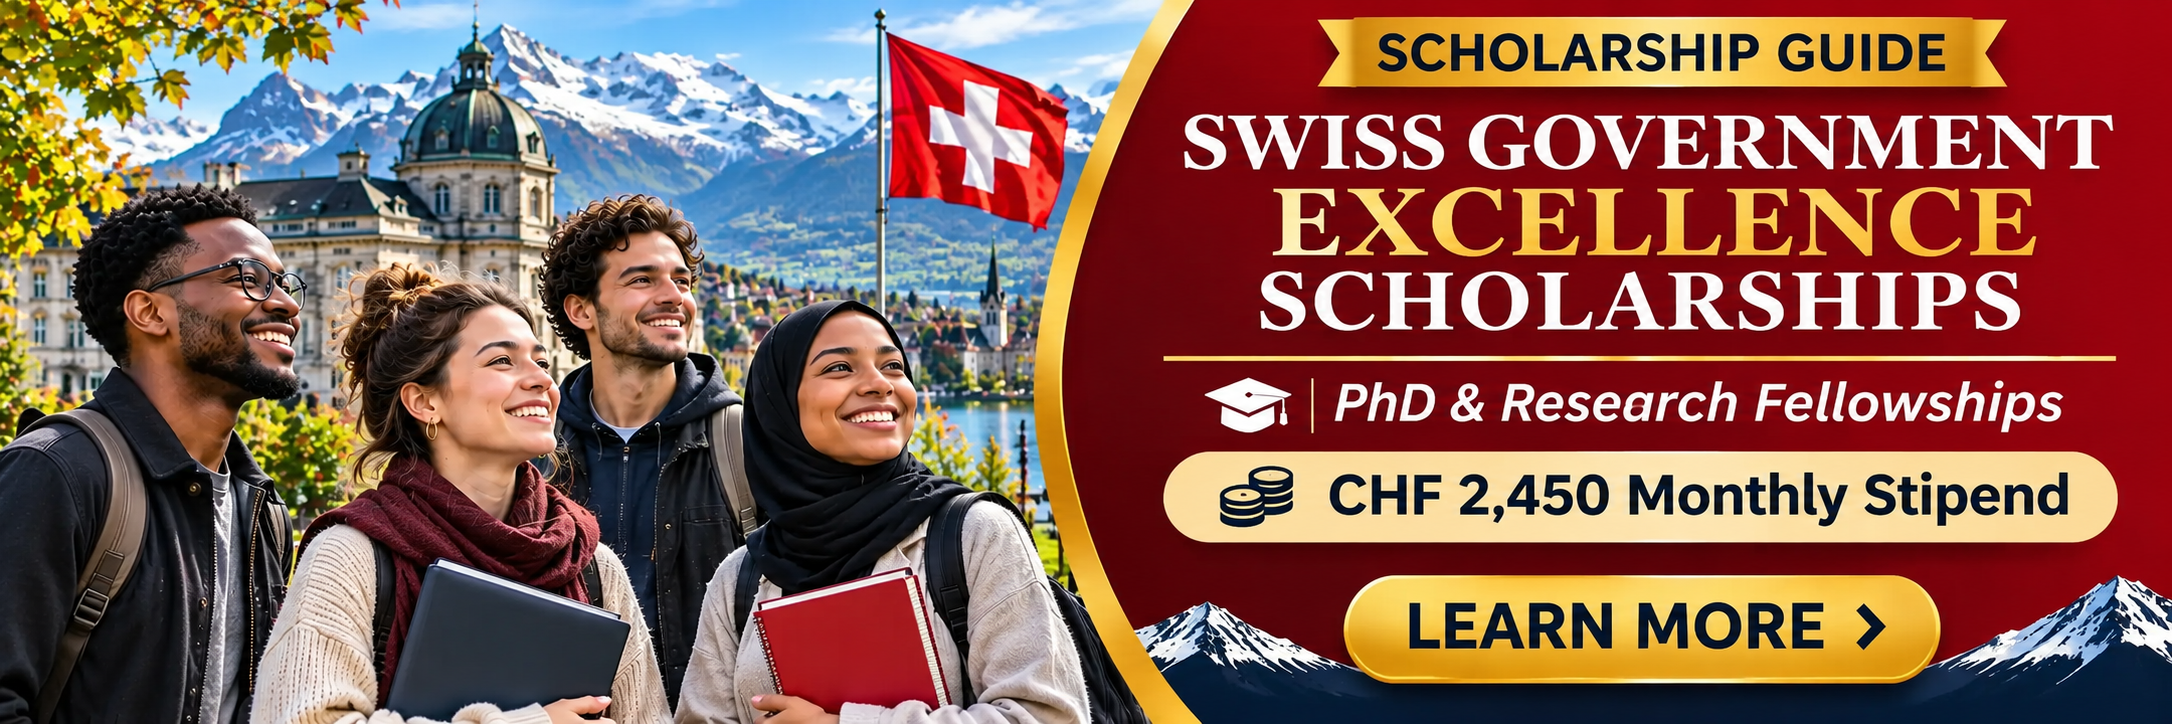 SCHOLARSHIP GUIDE
SWISS GOVERNMENT
EXCELLENCE
SCHOLARSHIPS
PhD & Research Fellowships
CHF 2,450 Monthly Stipend
LEARN MORE